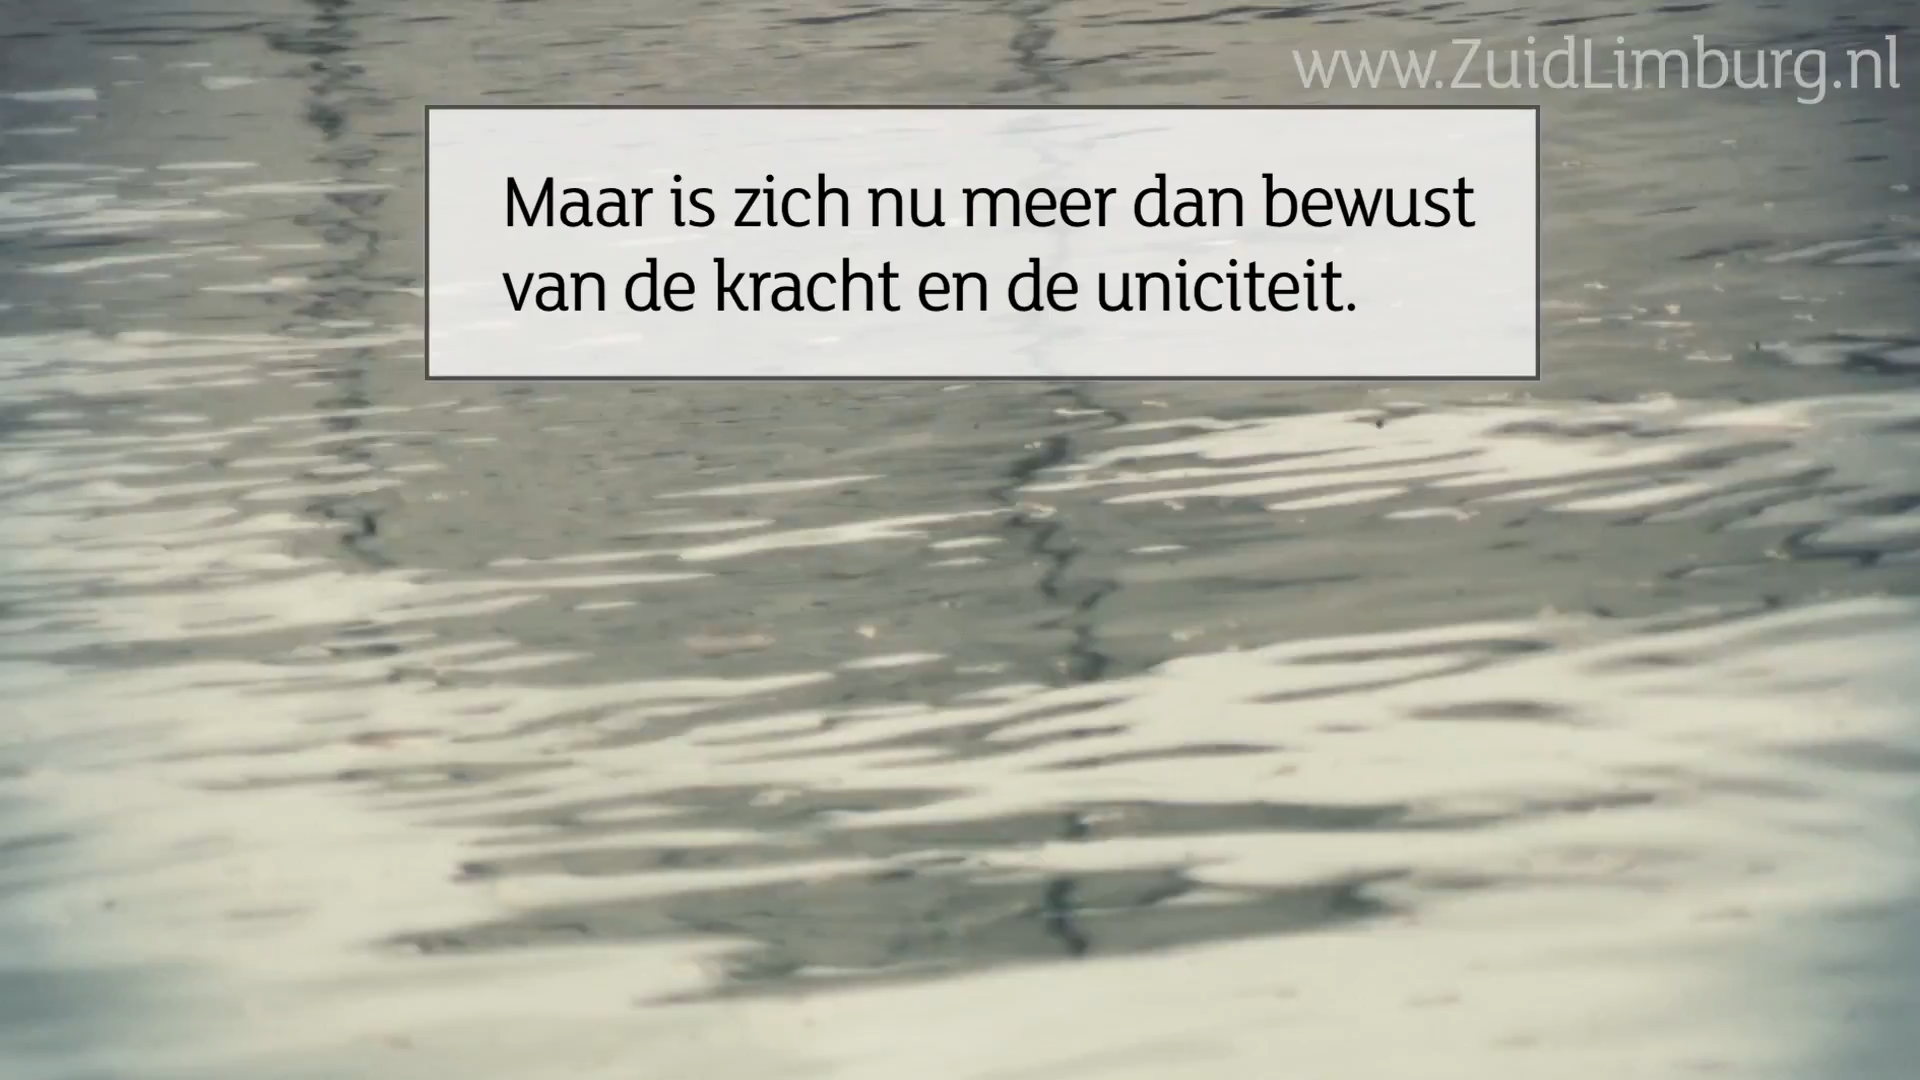 www.ZuidLimburg.nl
Maar is zich nu meer dan bewust
van de kracht en de uniciteit.